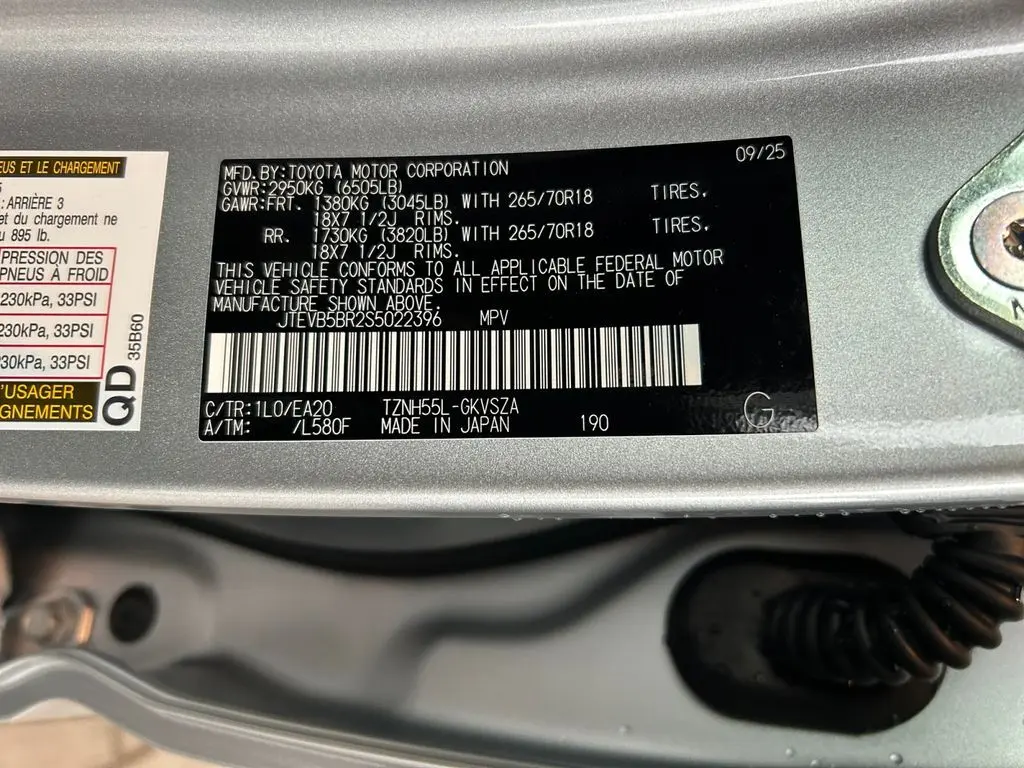 EUS ET LE CHARGEMENT
5
: ARRIÈRE 3
et du chargement ne
u 895 lb.
PRESSION DES
PNEUS À FROID
230kPa, 33PSI
230kPa, 33PSI
230kPa, 33PSI
'USAGER
GNEMENTS
QD 35B60
MFD. BY: TOYOTA MOTOR CORPORATION 09/25
GVWR: 2950KG (6505LB)
GAWR: FRT. 1380KG (3045LB) WITH 265/70R18 TIRES.
18X7 1/2J RIMS.
RR. 1730KG (3820LB) WITH 265/70R18 TIRES.
18X7 1/2J RIMS.
THIS VEHICLE CONFORMS TO ALL APPLICABLE FEDERAL MOTOR
VEHICLE SAFETY STANDARDS IN EFFECT ON THE DATE OF
MANUFACTURE SHOWN ABOVE.
JTEVB5BR2S5022396 MPV
C/TR: 1L0/EA20 TZNH55L-GKVSZA
A/TM: /L580F MADE IN JAPAN 190
G